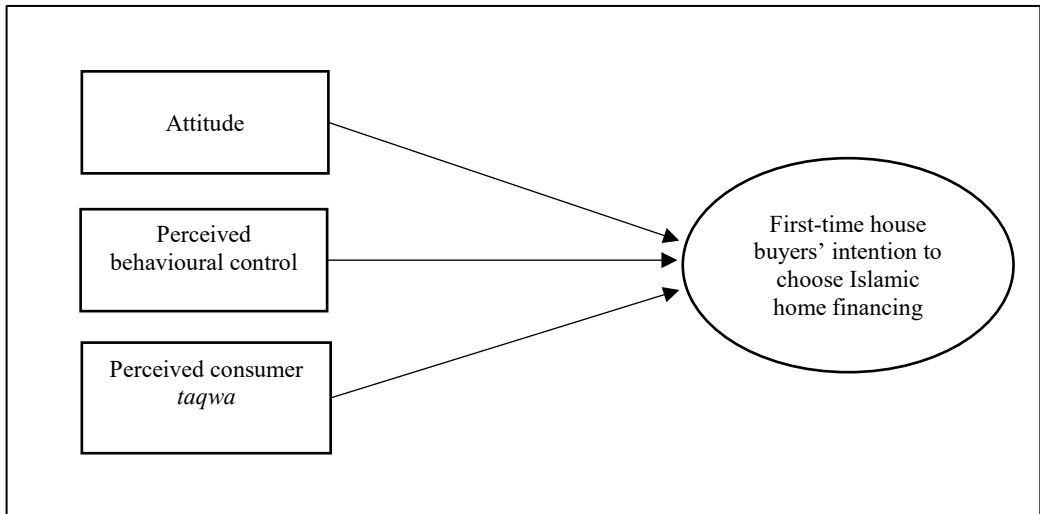 Attitude
Perceived
behavioural control
Perceived consumer
taqwa
First-time house
buyers’ intention to
choose Islamic
home financing